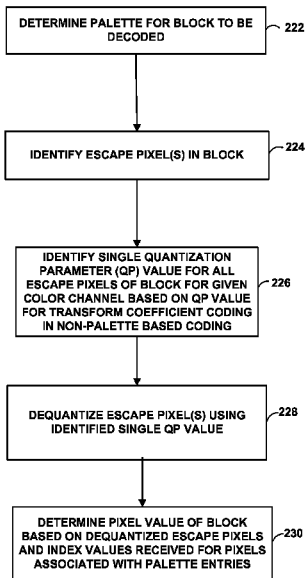 DETERMINE PALETTE FOR BLOCK TO BE
DECODED
222
IDENTIFY ESCAPE PIXEL(S) IN BLOCK
224
IDENTIFY SINGLE QUANTIZATION
PARAMETER (QP) VALUE FOR ALL
ESCAPE PIXELS OF BLOCK FOR GIVEN
COLOR CHANNEL BASED ON QP VALUE
FOR TRANSFORM COEFFICIENT CODING
IN NON-PALETTE BASED CODING
226
DEQUANTIZE ESCAPE PIXEL(S) USING
IDENTIFIED SINGLE QP VALUE
228
DETERMINE PIXEL VALUE OF BLOCK
BASED ON DEQUANTIZED ESCAPE PIXELS
AND INDEX VALUES RECEIVED FOR PIXELS
ASSOCIATED WITH PALETTE ENTRIES
230